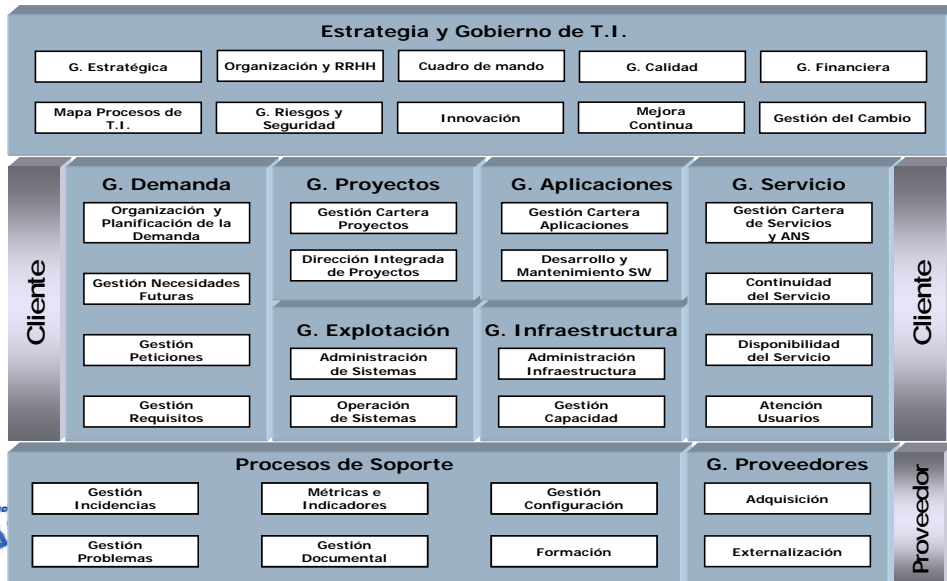 Estrategia y Gobierno de T.I.
G. Estratégica
Organización y RRHH
Cuadro de mando
G. Calidad
G. Financiera
Mapa Procesos de
T.I.
G. Riesgos y
Seguridad
Innovación
Mejora
Continua
Gestión del Cambio
Cliente
G. Demanda
Organización y
Planificación de la
Demanda
Gestión Necesidades
Futuras
Gestión
Peticiones
Gestión
Requisitos
G. Proyectos
Gestión Cartera
Proyectos
Dirección Integrada
de Proyectos
G. Aplicaciones
Gestión Cartera
Aplicaciones
Desarrollo y
Mantenimiento SW
G. Explotación
Administración
de Sistemas
Operación
de Sistemas
G. Infraestructura
Administración
Infraestructura
Gestión
Capacidad
G. Servicio
Gestión Cartera
de Servicios
y ANS
Continuidad
del Servicio
Disponibilidad
del Servicio
Atención
Usuarios
Cliente
Procesos de Soporte
Gestión
Incidencias
Métricas e
Indicadores
Gestión
Configuración
Gestión
Problemas
Gestión
Documental
Formación
G. Proveedores
Adquisición
Externalización
Proveedor